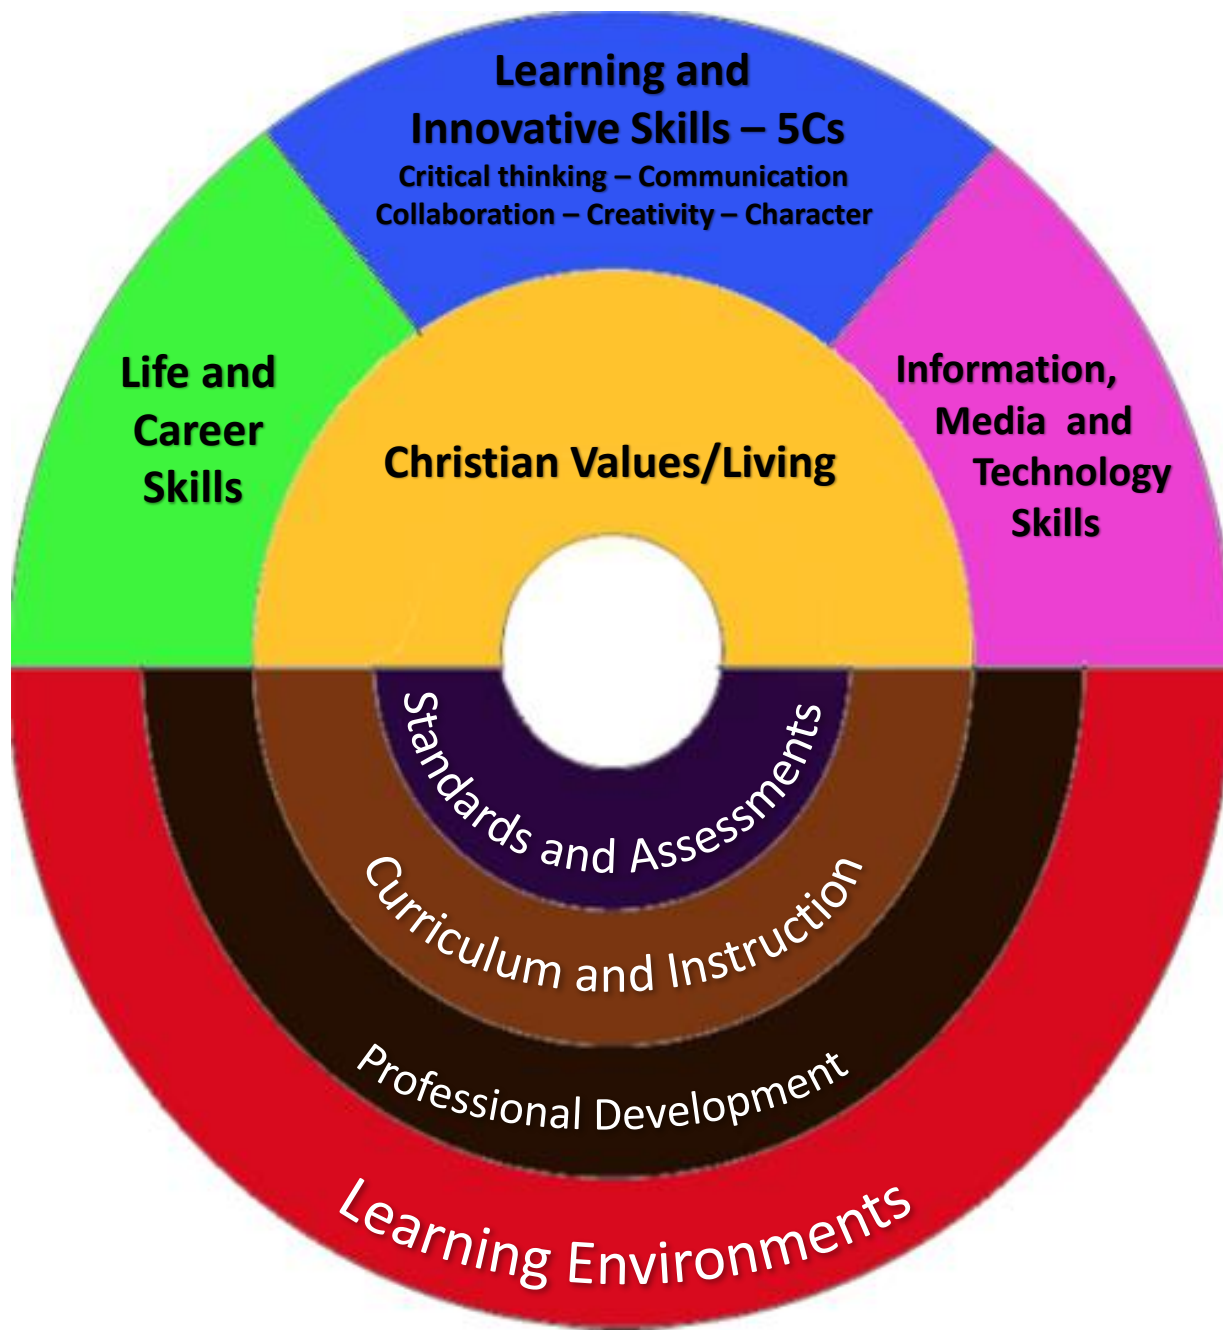 Learning and
Innovative Skills – 5Cs
Critical thinking – Communication
Collaboration – Creativity – Character
Life and
Career
Skills
Information,
Media and
Technology
Skills
Christian Values/Living
Standards and Assessments
Curriculum and Instruction
Professional Development
Learning Environments